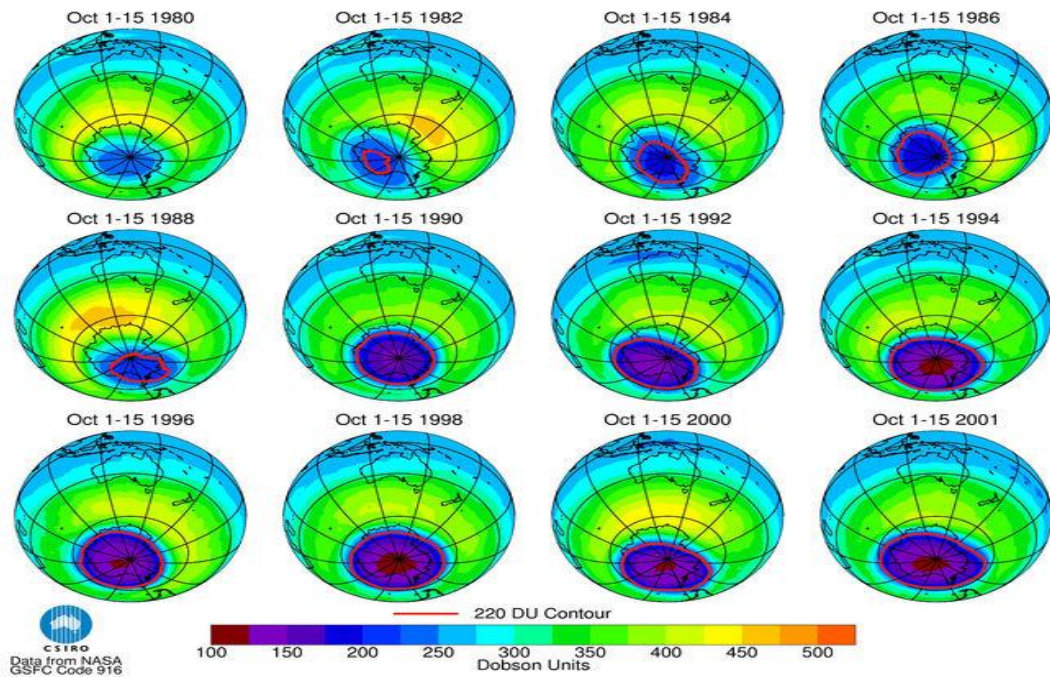 Oct 1-15 1980 Oct 1-15 1982 Oct 1-15 1984 Oct 1-15 1986
Oct 1-15 1988 Oct 1-15 1990 Oct 1-15 1992 Oct 1-15 1994
Oct 1-15 1996 Oct 1-15 1998 Oct 1-15 2000 Oct 1-15 2001
220 DU Contour
CSIRO
Data from NASA
GSFC Code 916
100 150 200 250 300 350 400 450 500
Dobson Units